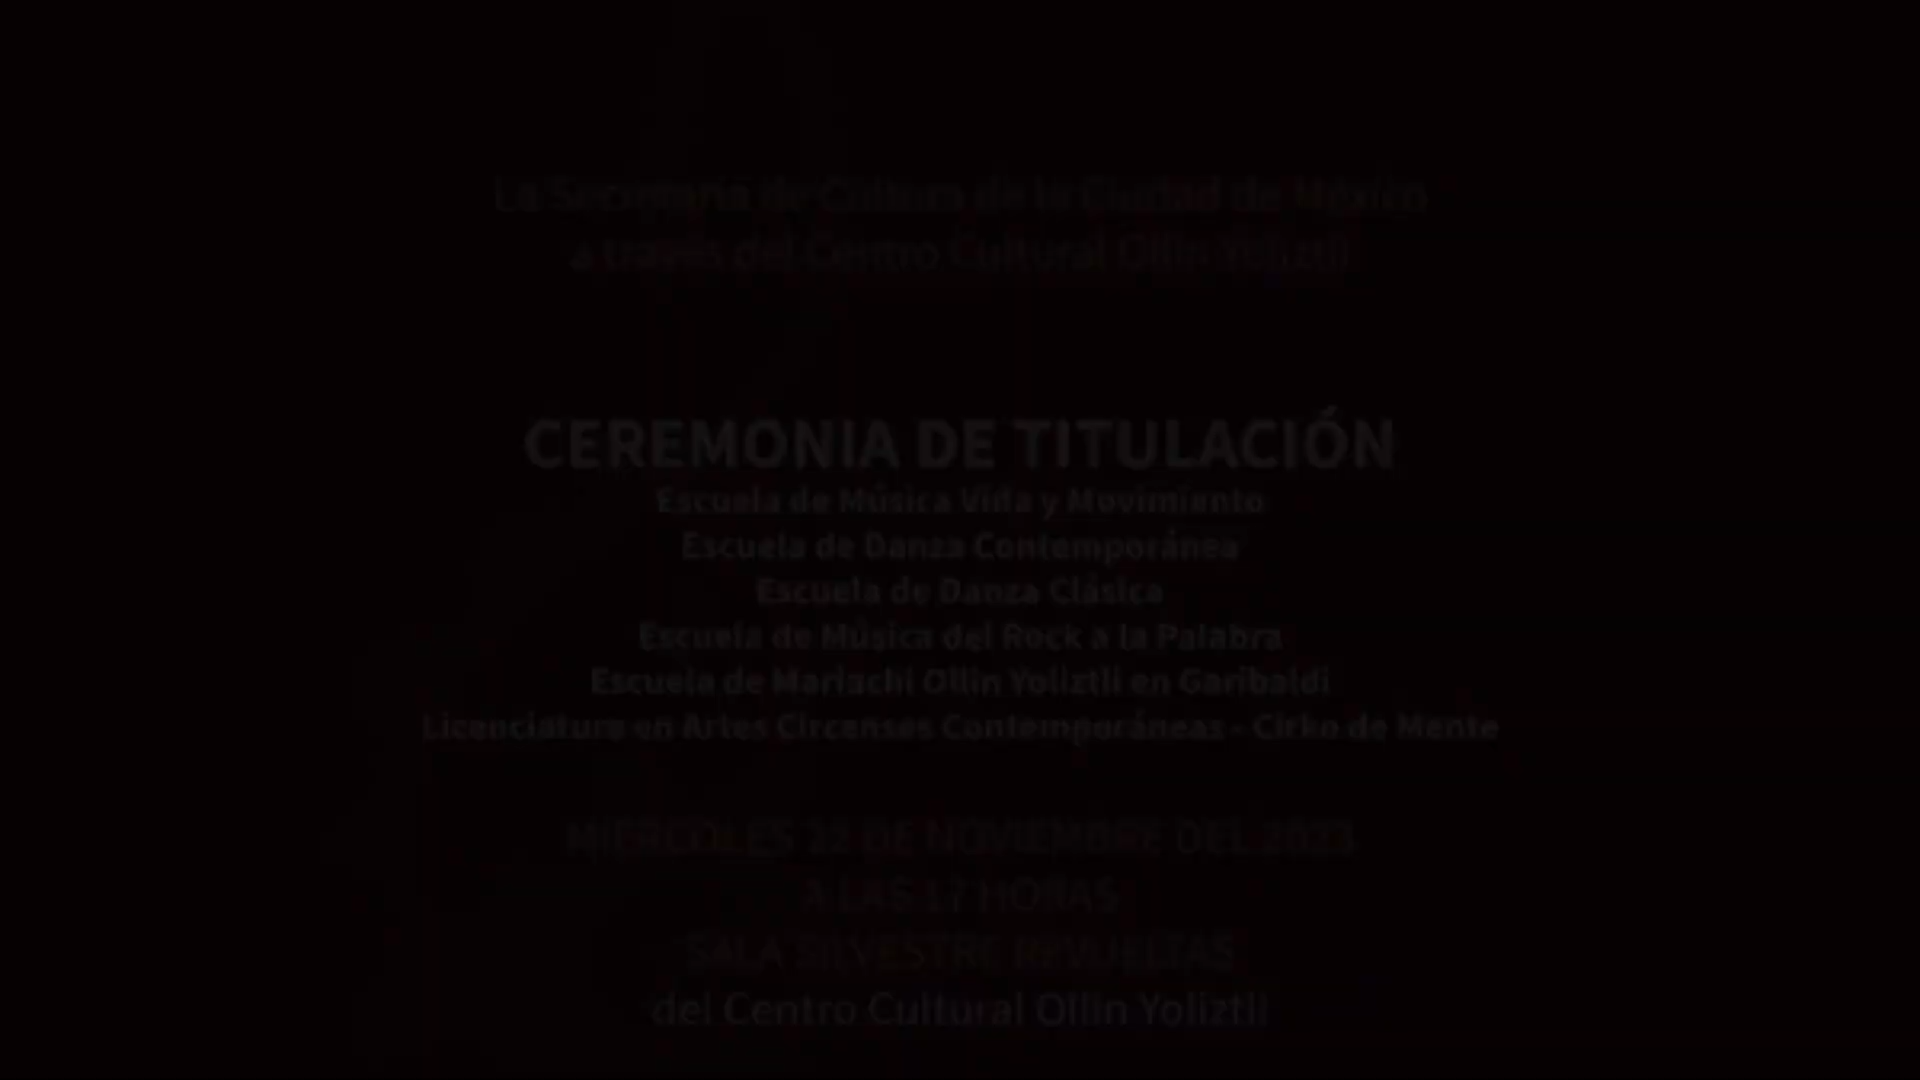 La Secretaría de Cultura de la Ciudad de México
a través del Centro Cultural Ollin Yoliztli
CEREMONIA DE TITULACIÓN
Escuela de Música Vida y Movimiento
Escuela de Danza Contemporánea
Escuela de Danza Clásica
Escuela de Música del Rock a la Palabra
Escuela de Mariachi Ollin Yoliztli en Garibaldi
Licenciatura en Artes Circenses Contemporáneas - Cirko de Mente
MIÉRCOLES 22 DE NOVIEMBRE DEL 2023
A LAS 17 HORAS
SALA SILVESTRE REVUELTAS
del Centro Cultural Ollin Yoliztli